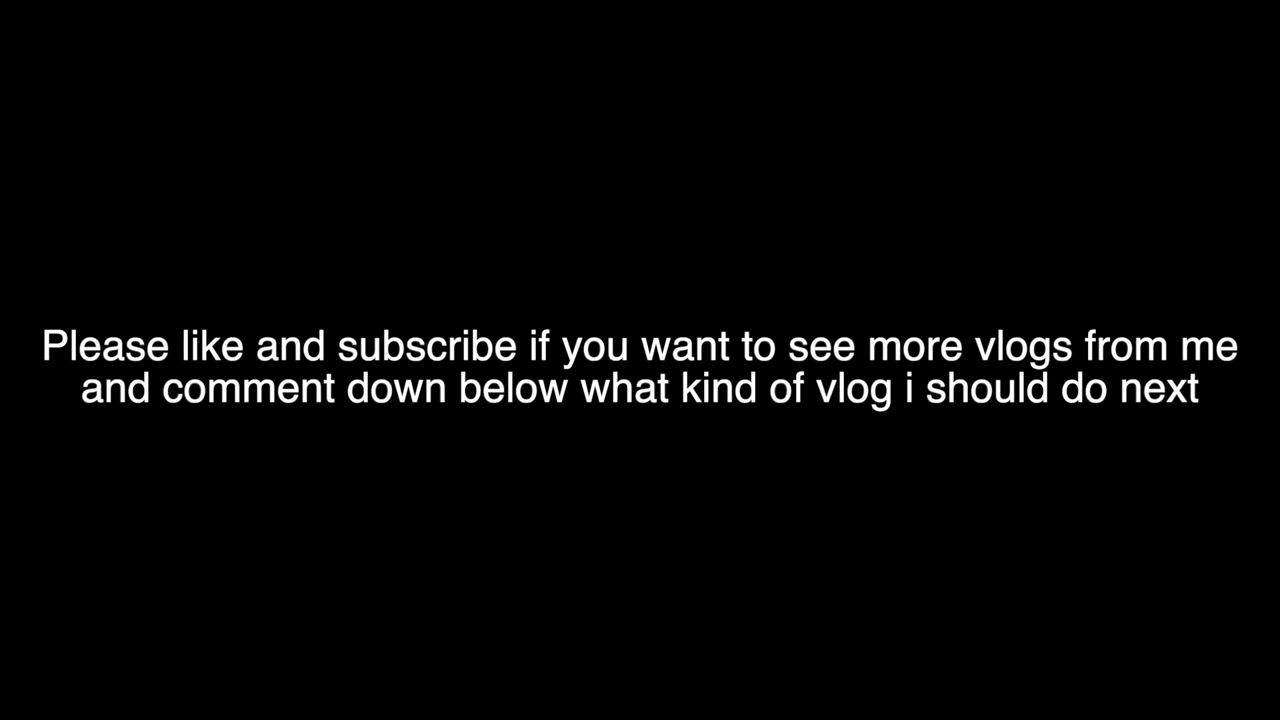 Please like and subscribe if you want to see more vlogs from me
and comment down below what kind of vlog i should do next